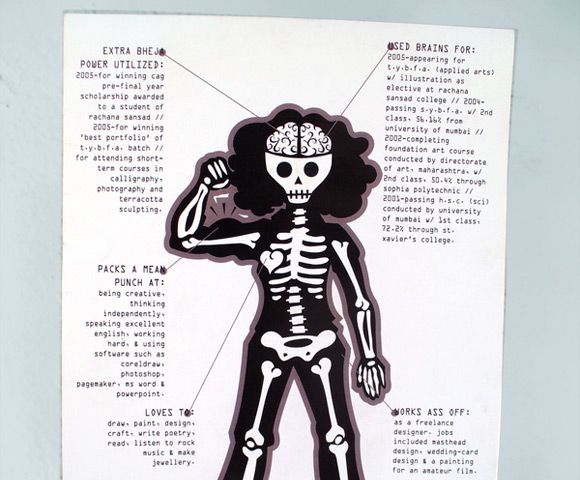 EXTRA BHEJA
POWER UTILIZED:
2005-for winning cag
pre-final year
scholarship awarded
to a student of
rachana sansad //
2005-for winning
'best portfolio' of
t.y.b.f.a. batch //
for attending short-
term courses in
calligraphy,
photography and
terracotta
sculpting.
PACKS A MEAN
PUNCH AT:
being creative,
thinking
independently,
speaking excellent
english, working
hard, & using
software such as
coreldraw,
photoshop,
pagemaker, ms word &
powerpoint.
LOVES TO:
draw, paint, design,
craft, write poetry,
read, listen to rock
music & make
jewellery.
USED BRAINS FOR:
2005-appearing for
t.y.b.f.a. (applied arts)
w/ illustration as
elective at rachana
sansad college // 2004-
passing s.y.b.f.a. w/ 2nd
class, 56.16% from
university of mumbai //
2002-completing
foundation art course
conducted by directorate
of art, maharashtra, w/
2nd class, 50.4% through
sophia polytechnic //
2001-passing h.s.c. (sci)
conducted by university
of mumbai w/ 1st class,
72.2% through st.
xavier's college.
WORKS ASS OFF:
as a freelance
designer. jobs
included masthead
design, wedding-card
design & a painting
for an amateur film.